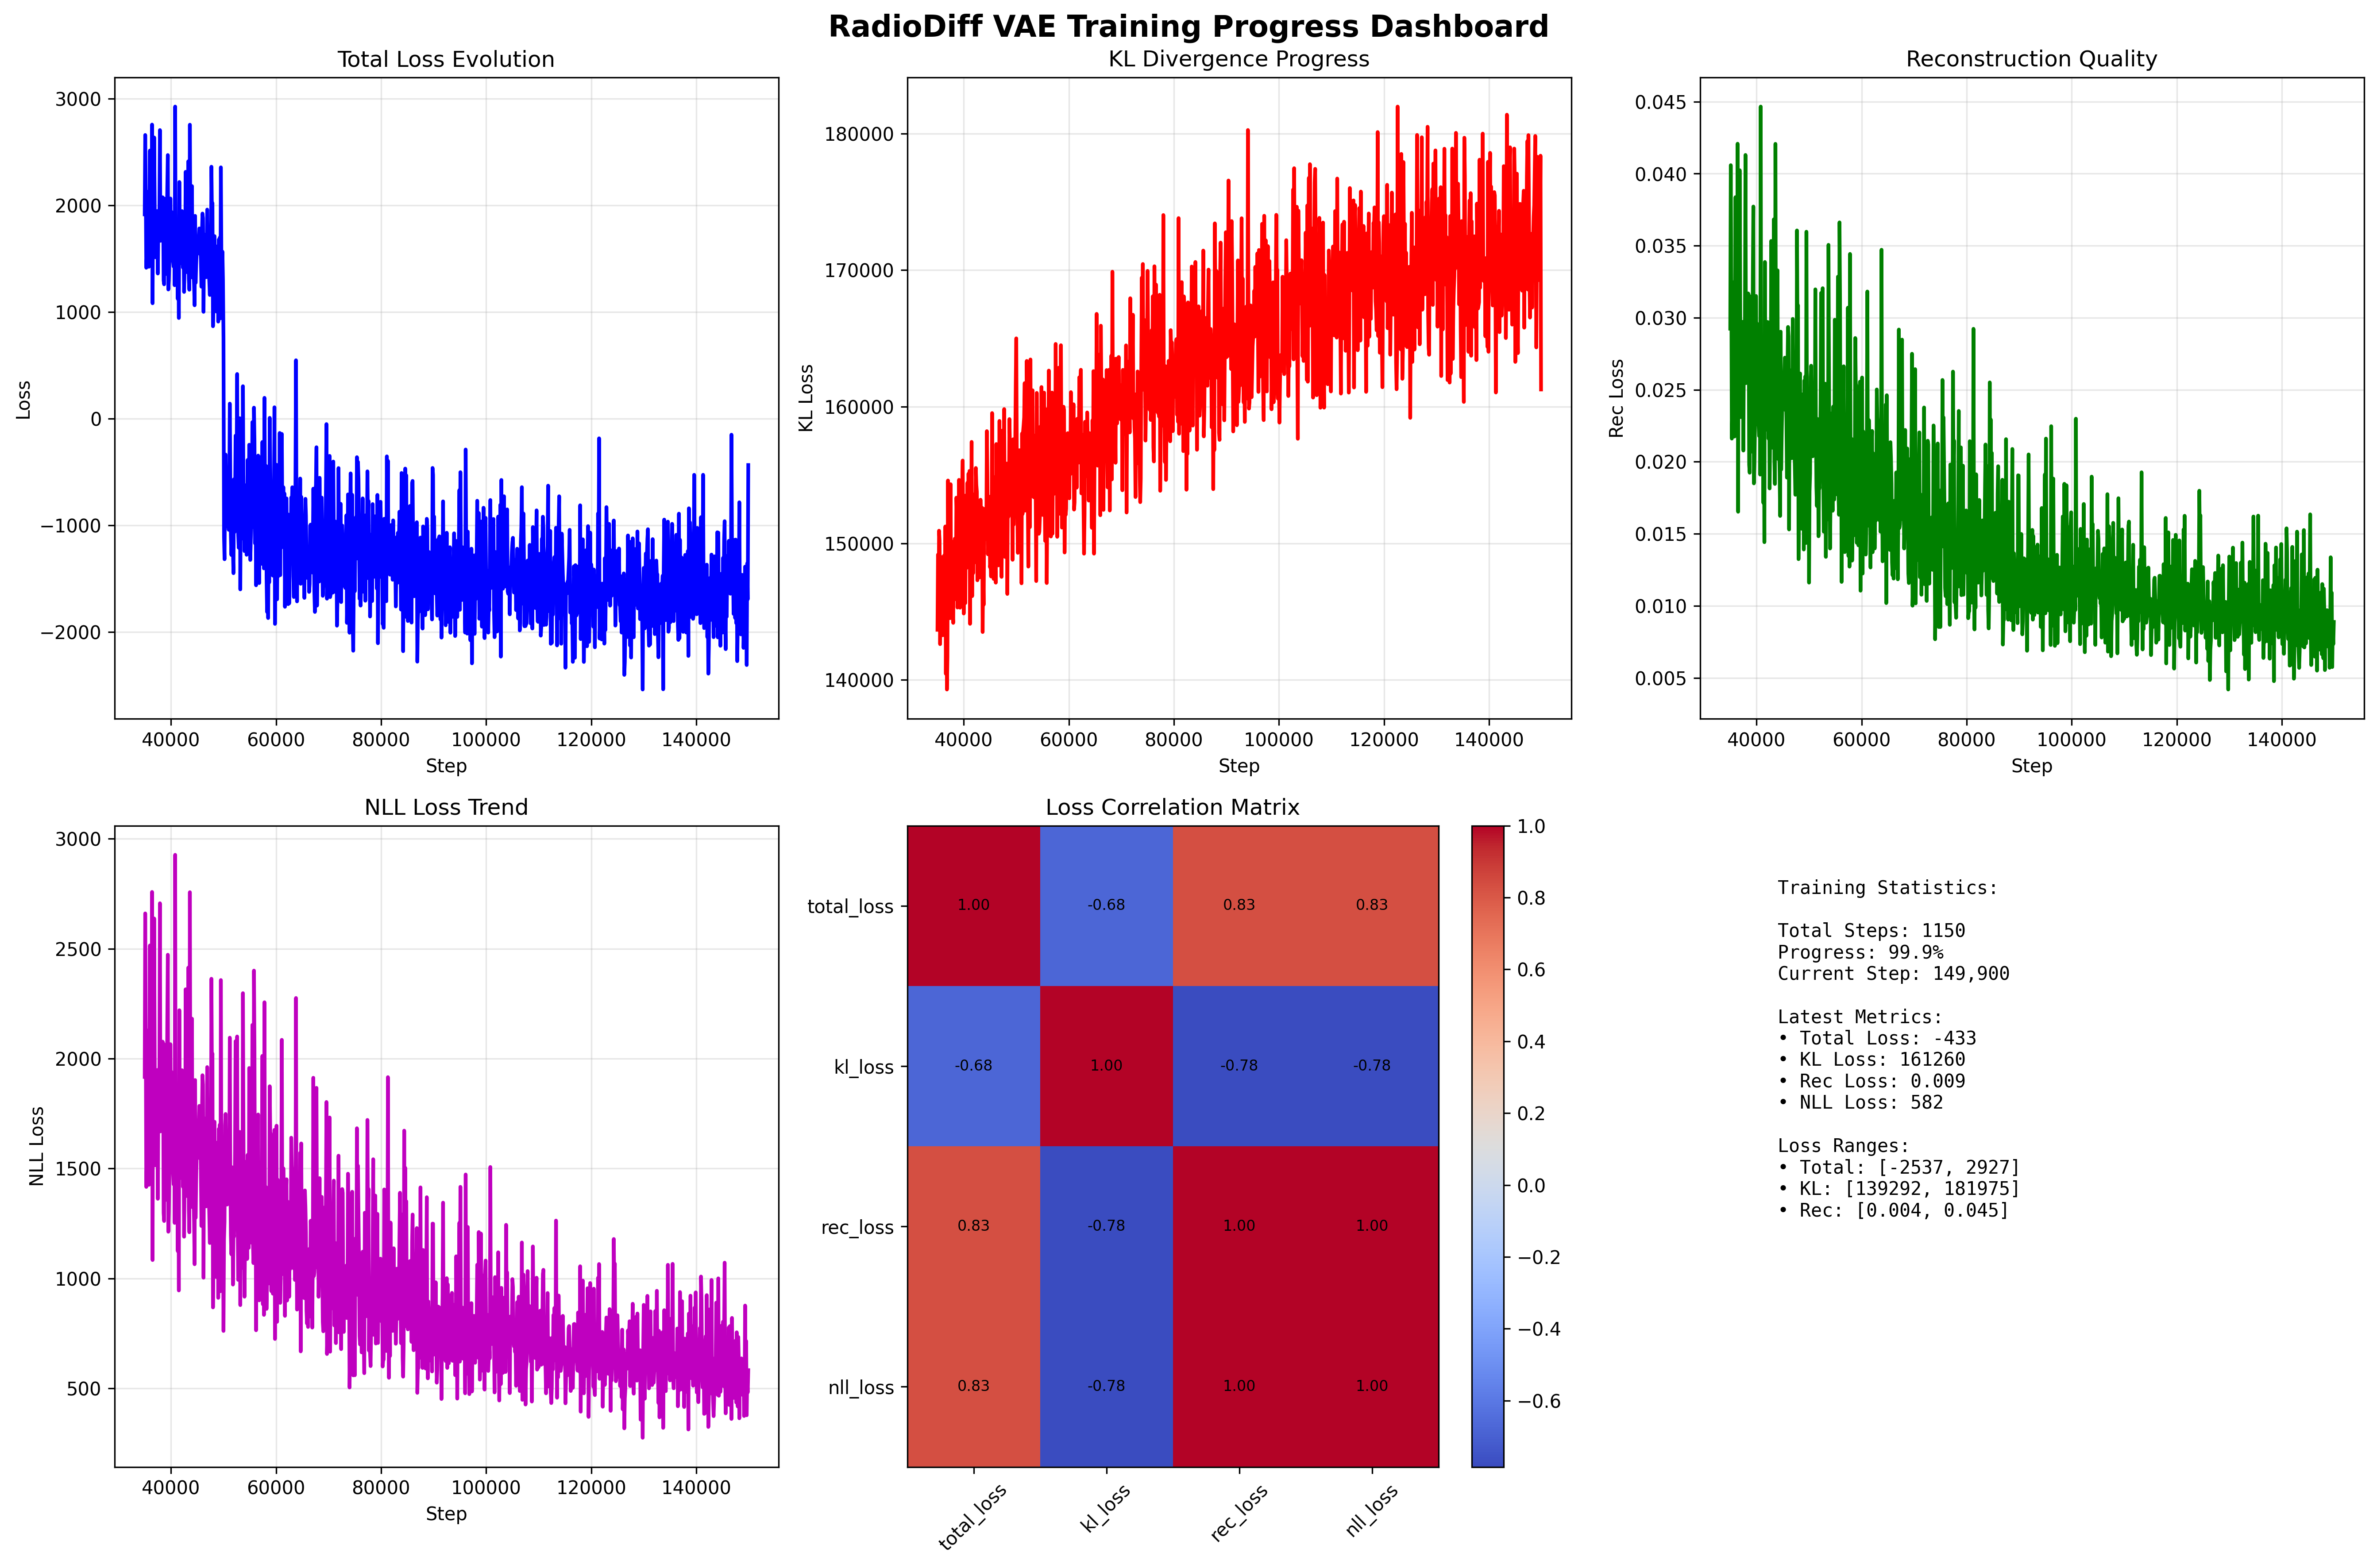 RadioDiff VAE Training Progress Dashboard
Total Loss Evolution
3000
2000
1000
0
−1000
−2000
Loss
40000 60000 80000 100000 120000 140000
Step
KL Divergence Progress
180000
170000
160000
150000
140000
KL Loss
40000 60000 80000 100000 120000 140000
Step
Reconstruction Quality
0.045
0.040
0.035
0.030
0.025
0.020
0.015
0.010
0.005
Rec Loss
40000 60000 80000 100000 120000 140000
Step
NLL Loss Trend
3000
2500
2000
1500
1000
500
NLL Loss
40000 60000 80000 100000 120000 140000
Step
Loss Correlation Matrix
total_loss 1.00 -0.68 0.83 0.83
kl_loss -0.68 1.00 -0.78 -0.78
rec_loss 0.83 -0.78 1.00 1.00
nll_loss 0.83 -0.78 1.00 1.00
total_loss kl_loss rec_loss nll_loss
1.0
0.8
0.6
0.4
0.2
0.0
−0.2
−0.4
−0.6
Training Statistics:
Total Steps: 1150
Progress: 99.9%
Current Step: 149,900
Latest Metrics:
• Total Loss: -433
• KL Loss: 161260
• Rec Loss: 0.009
• NLL Loss: 582
Loss Ranges:
• Total: [-2537, 2927]
• KL: [139292, 181975]
• Rec: [0.004, 0.045]